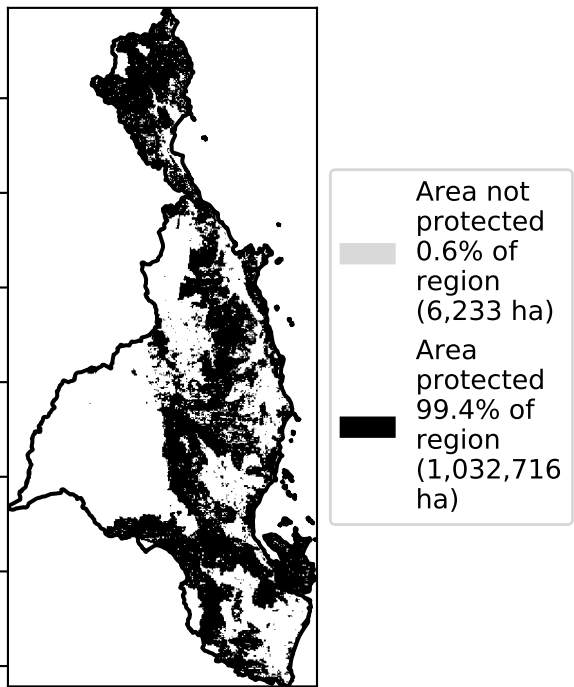 Area not
protected
0.6% of
region
(6,233 ha)
Area
protected
99.4% of
region
(1,032,716
ha)